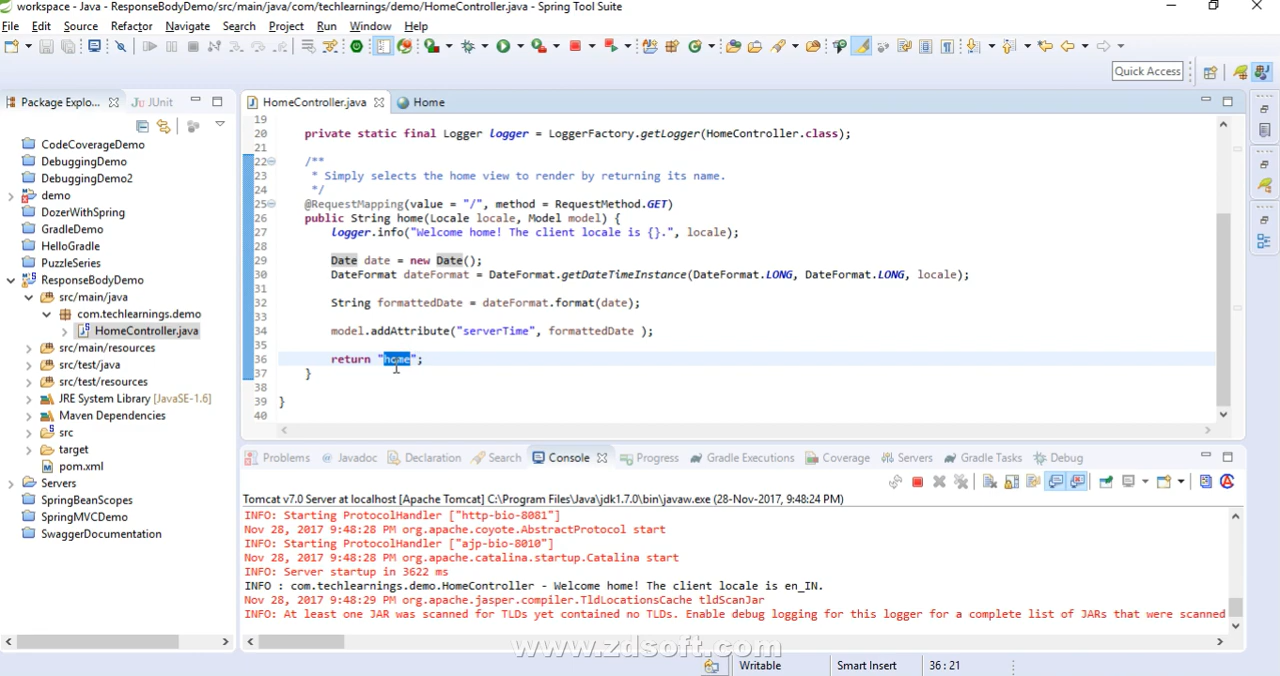 workspace - Java - ResponseBodyDemo/src/main/java/com/techlearnings/demo/HomeController.java - Spring Tool Suite
File Edit Source Refactor Navigate Search Project Run Window Help
Quick Access
Package Explo... JUnit
HomeController.java Home
CodeCoverageDemo
DebuggingDemo
DebuggingDemo2
demo
DozerWithSpring
GradleDemo
HelloGradle
PuzzleSeries
ResponseBodyDemo
src/main/java
com.techlearnings.demo
HomeController.java
src/main/resources
src/test/java
src/test/resources
JRE System Library [JavaSE-1.6]
Maven Dependencies
src
target
pom.xml
Servers
SpringBeanScopes
SpringMVCDemo
SwaggerDocumentation
19
20 private static final Logger logger = LoggerFactory.getLogger(HomeController.class);
21
22 /**
23 * Simply selects the home view to render by returning its name.
24 */
25 @RequestMapping(value = "/", method = RequestMethod.GET)
26 public String home(Locale locale, Model model) {
27 logger.info("Welcome home! The client locale is {}.", locale);
28
29 Date date = new Date();
30 DateFormat dateFormat = DateFormat.getDateTimeInstance(DateFormat.LONG, DateFormat.LONG, locale);
31
32 String formattedDate = dateFormat.format(date);
33
34 model.addAttribute("serverTime", formattedDate );
35
36 return "home";
37 }
38
39 }
40
Problems Javadoc Declaration Search Console Progress Gradle Executions Coverage Servers Gradle Tasks Debug
Tomcat v7.0 Server at localhost [Apache Tomcat] C:\Program Files\Java\jdk1.7.0\bin\javaw.exe (28-Nov-2017, 9:48:24 PM)
INFO: Starting ProtocolHandler ["http-bio-8081"]
Nov 28, 2017 9:48:28 PM org.apache.coyote.AbstractProtocol start
INFO: Starting ProtocolHandler ["ajp-bio-8010"]
Nov 28, 2017 9:48:28 PM org.apache.catalina.startup.Catalina start
INFO: Server startup in 3622 ms
INFO : com.techlearnings.demo.HomeController - Welcome home! The client locale is en_IN.
Nov 28, 2017 9:48:29 PM org.apache.jasper.compiler.TldLocationsCache tldScanJar
INFO: At least one JAR was scanned for TLDs yet contained no TLDs. Enable debug logging for this logger for a complete list of JARs that were scanned
www.zdsoft.com
Writable Smart Insert 36 : 21